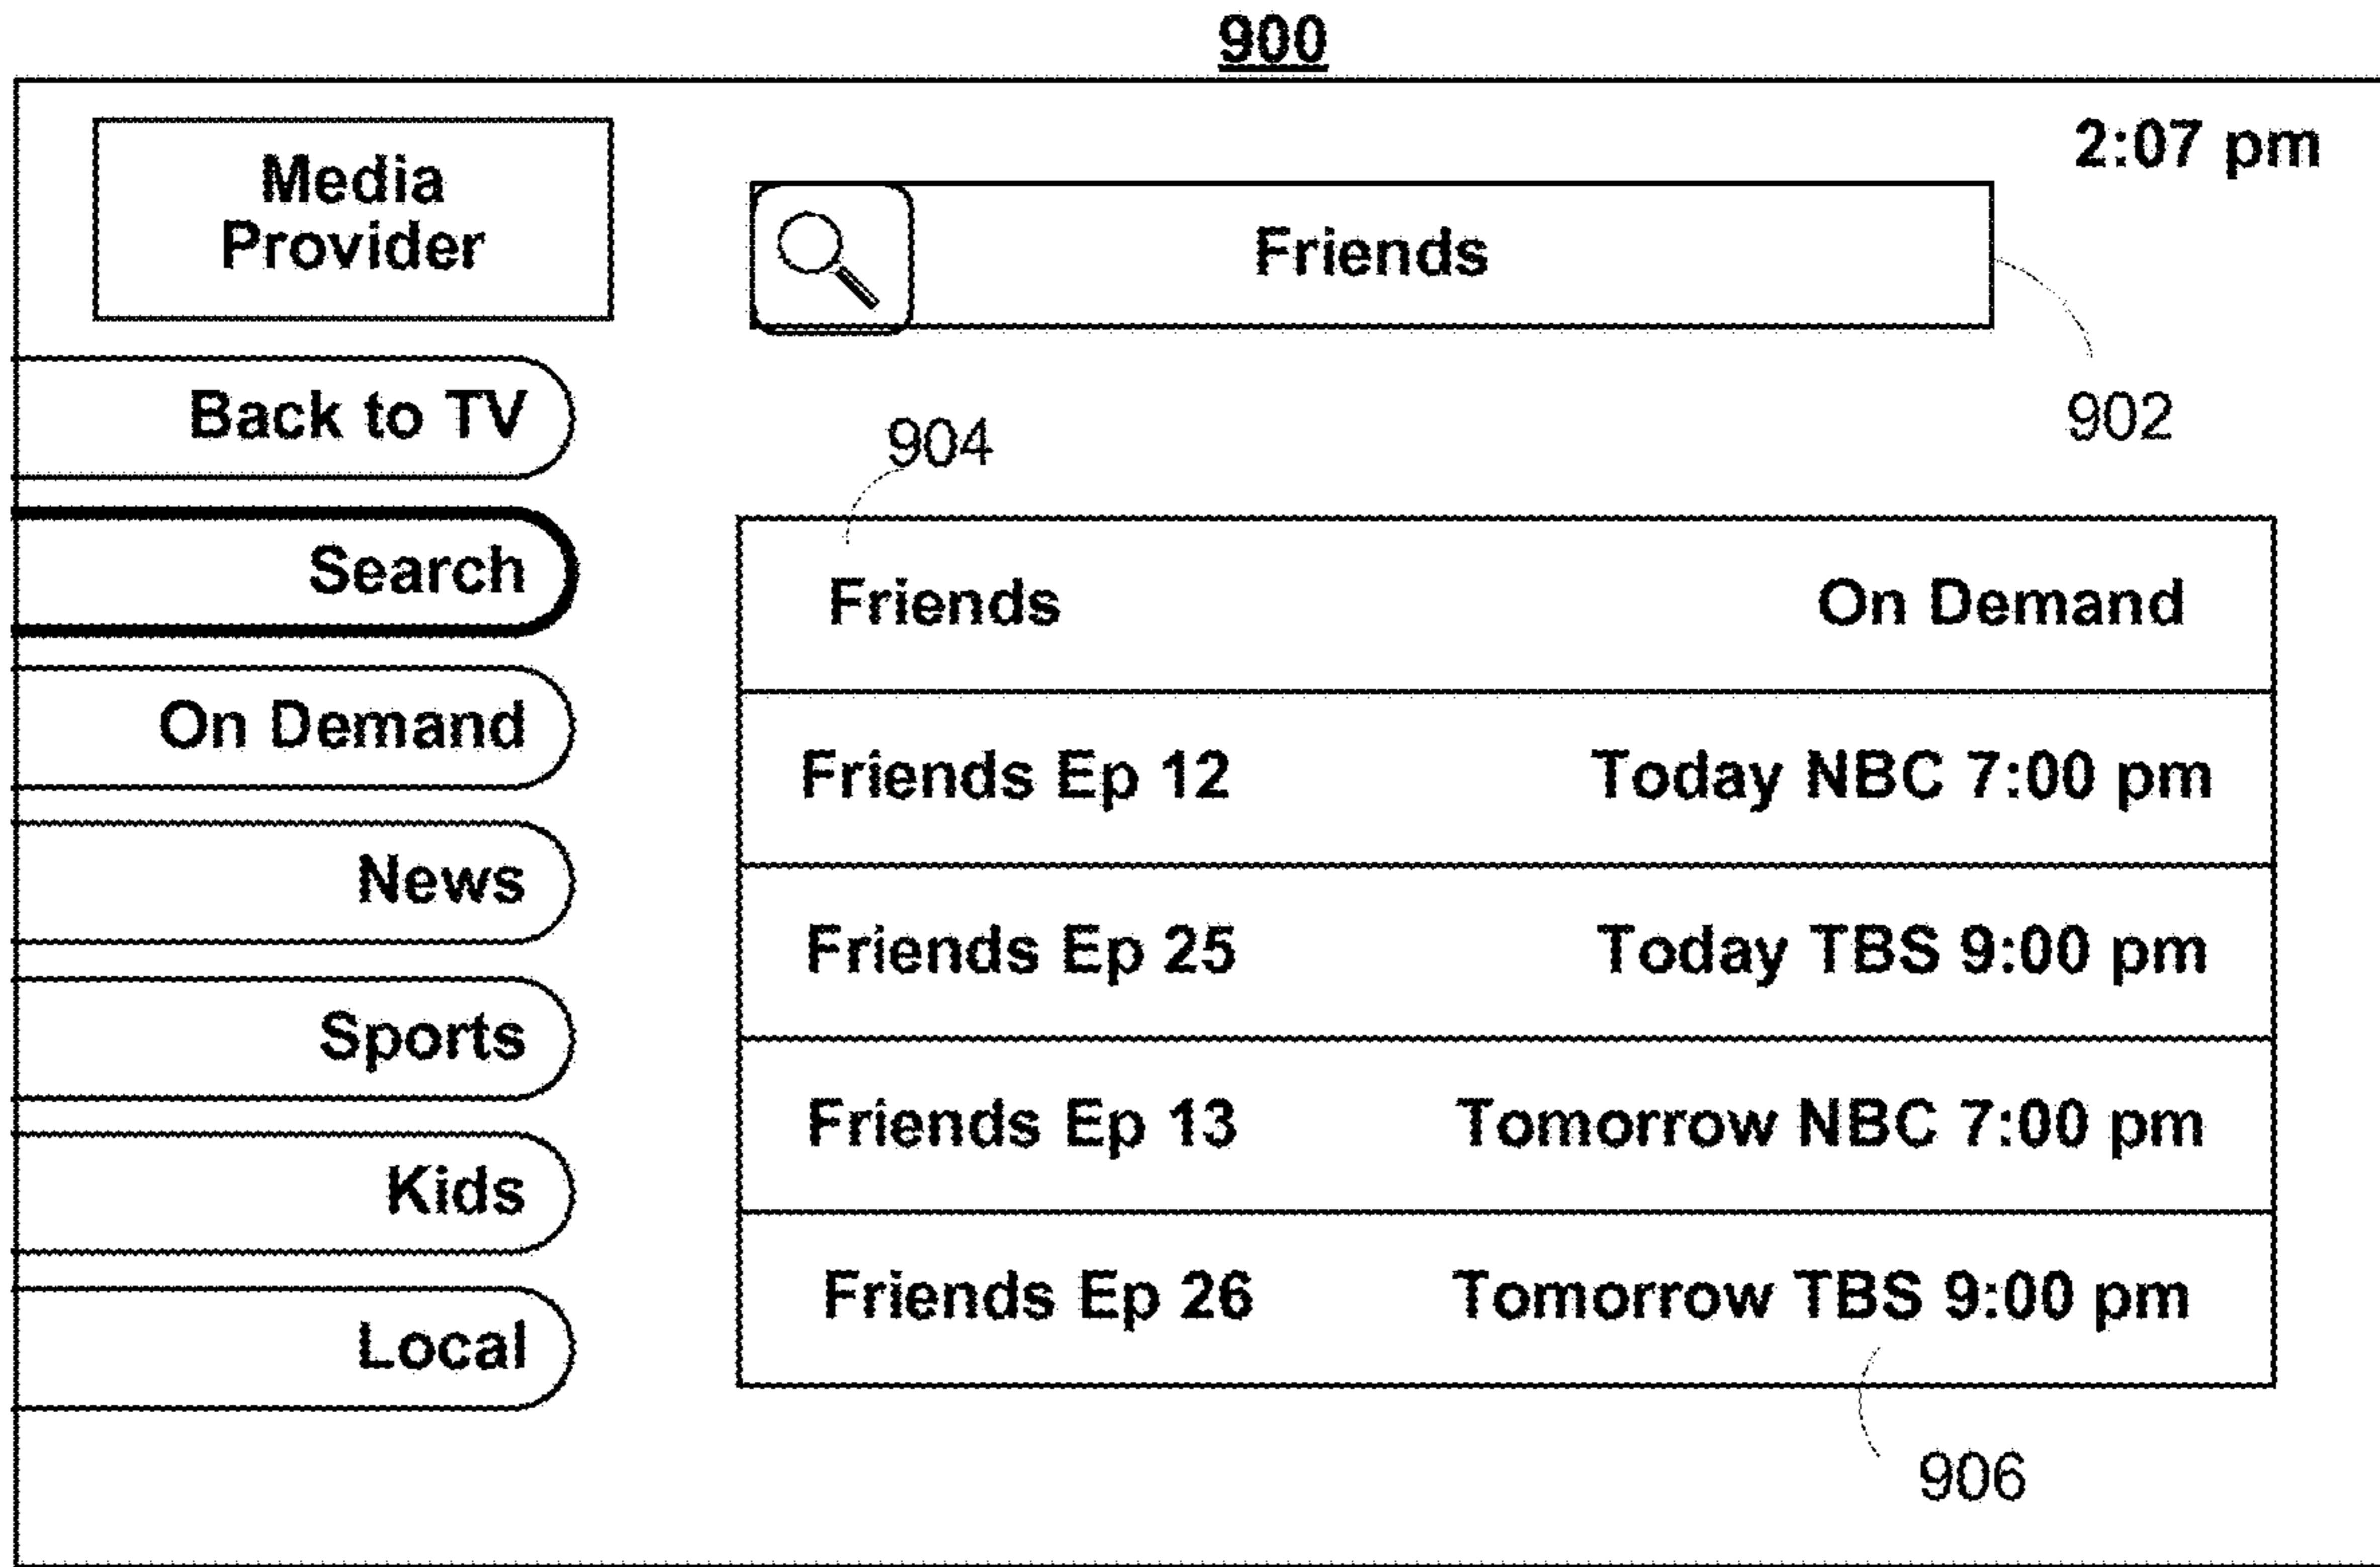 900
Media
Provider
2:07 pm
Friends
902
Back to TV
Search
On Demand
News
Sports
Kids
Local
904
Friends On Demand
Friends Ep 12 Today NBC 7:00 pm
Friends Ep 25 Today TBS 9:00 pm
Friends Ep 13 Tomorrow NBC 7:00 pm
Friends Ep 26 Tomorrow TBS 9:00 pm
906